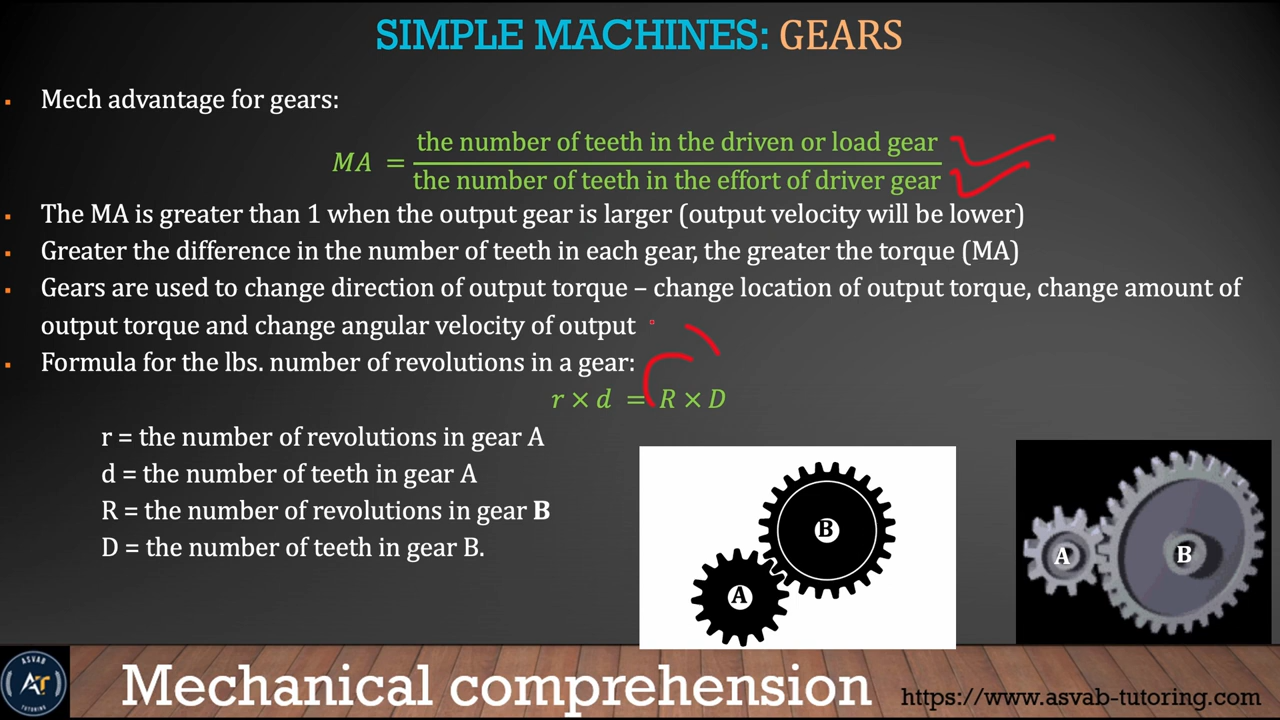 SIMPLE MACHINES: GEARS
▪ Mech advantage for gears:
MA = the number of teeth in the driven or load gear
the number of teeth in the effort of driver gear
▪ The MA is greater than 1 when the output gear is larger (output velocity will be lower)
▪ Greater the difference in the number of teeth in each gear, the greater the torque (MA)
▪ Gears are used to change direction of output torque – change location of output torque, change amount of
output torque and change angular velocity of output
▪ Formula for the lbs. number of revolutions in a gear:
r × d = R × D
r = the number of revolutions in gear A
d = the number of teeth in gear A
R = the number of revolutions in gear B
D = the number of teeth in gear B.
B
A
A
B
ASVAB
AT
TUTORING
Mechanical comprehension
https://www.asvab-tutoring.com